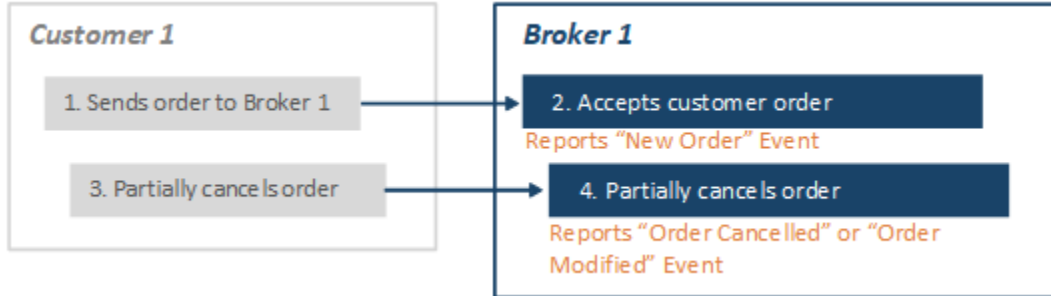 Customer 1
Broker 1
1. Sends order to Broker 1
2. Accepts customer order
Reports “New Order” Event
3. Partially cancels order
4. Partially cancels order
Reports “Order Cancelled” or “Order
Modified” Event